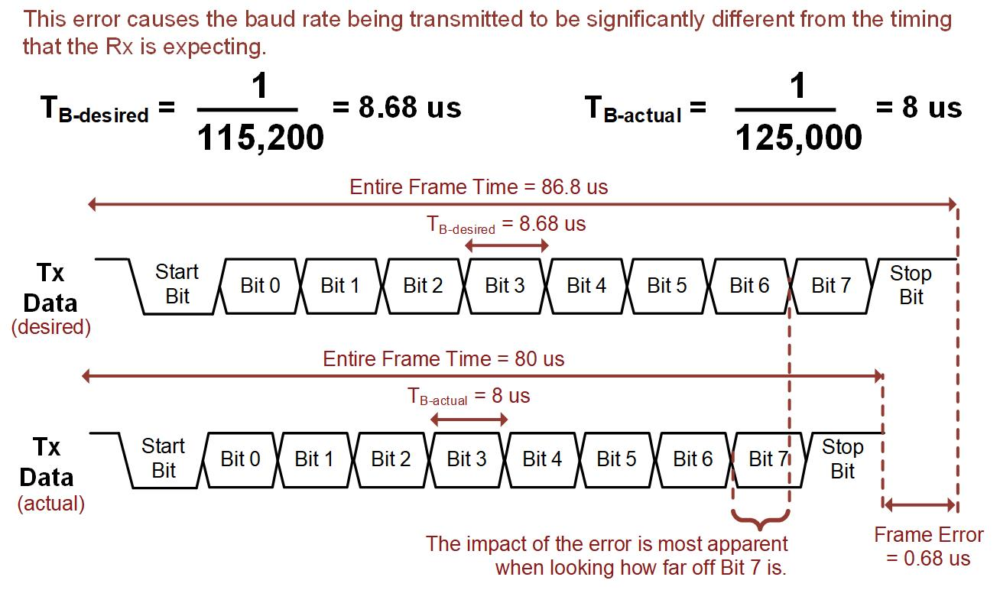 This error causes the baud rate being transmitted to be significantly different from the timing
that the Rx is expecting.
T_B-desired = 1 / 115,200 = 8.68 us
T_B-actual = 1 / 125,000 = 8 us
Entire Frame Time = 86.8 us
T_B-desired = 8.68 us
Tx
Data
(desired)
Start
Bit
Bit 0
Bit 1
Bit 2
Bit 3
Bit 4
Bit 5
Bit 6
Bit 7
Stop
Bit
Entire Frame Time = 80 us
T_B-actual = 8 us
Tx
Data
(actual)
Start
Bit
Bit 0
Bit 1
Bit 2
Bit 3
Bit 4
Bit 5
Bit 6
Bit 7
Stop
Bit
The impact of the error is most apparent
when looking how far off Bit 7 is.
Frame Error
= 0.68 us